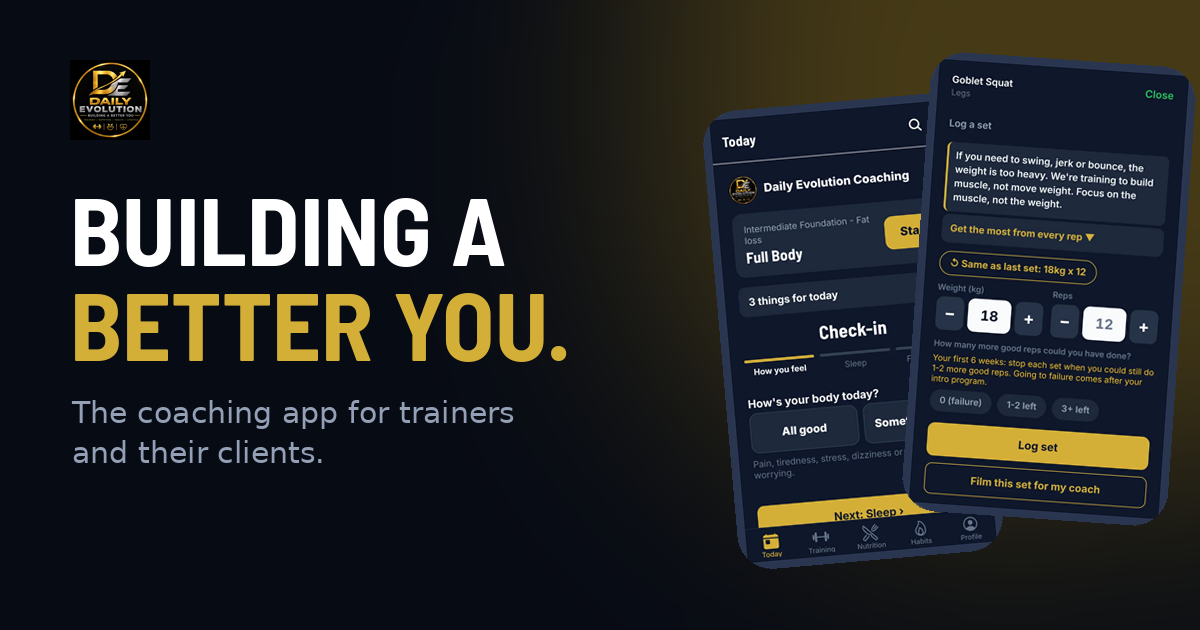 DE
DAILY
EVOLUTION
BUILDING A BETTER YOU
BUILDING A
BETTER YOU.
The coaching app for trainers
and their clients.
Today
Daily Evolution Coaching
Intermediate Foundation - Fat
loss
Full Body
Sta
3 things for today
Check-in
How you feel
Sleep
F
How's your body today?
All good
Some
Pain, tiredness, stress, dizziness or
worrying.
Next: Sleep ›
Today
Training
Nutrition
Habits
Profile
Goblet Squat
Legs
Close
Log a set
If you need to swing, jerk or bounce, the
weight is too heavy. We're training to build
muscle, not move weight. Focus on the
muscle, not the weight.
Get the most from every rep ▼
↺ Same as last set: 18kg x 12
Weight (kg)
Reps
− 18 +
− 12 +
How many more good reps could you have done?
Your first 6 weeks: stop each set when you could still do
1-2 more good reps. Going to failure comes after your
intro program.
0 (failure)
1-2 left
3+ left
Log set
Film this set for my coach